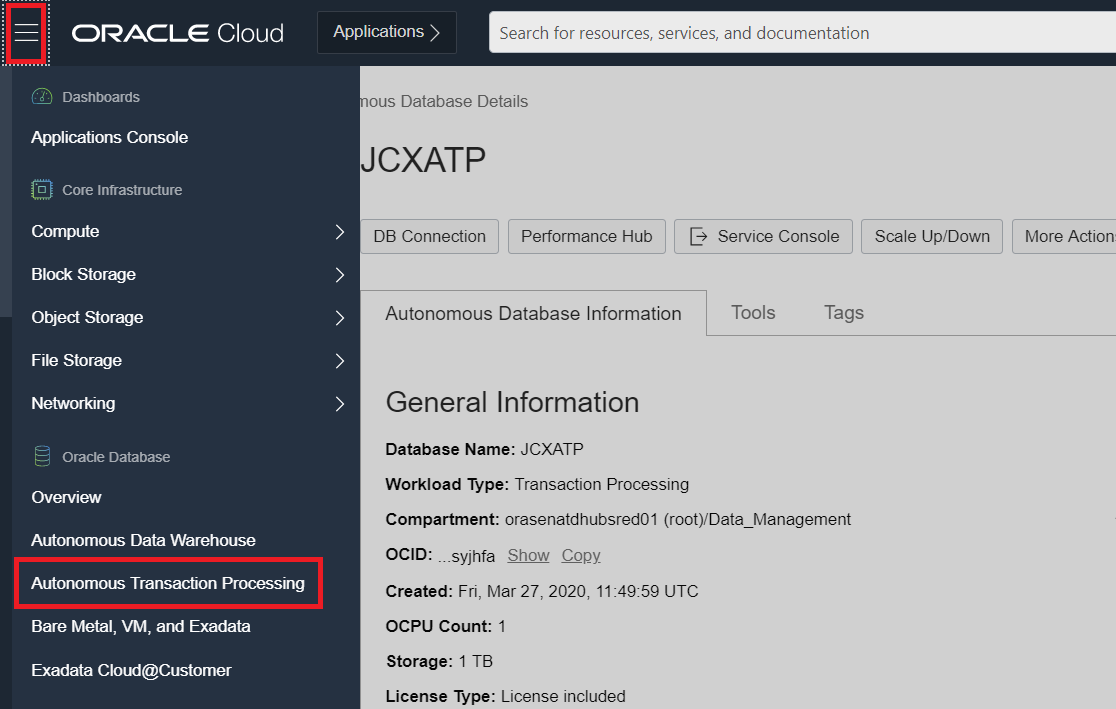 ORACLE Cloud
Applications
Search for resources, services, and documentation
Dashboards
Applications Console
Core Infrastructure
Compute
Block Storage
Object Storage
File Storage
Networking
Oracle Database
Overview
Autonomous Data Warehouse
Autonomous Transaction Processing
Bare Metal, VM, and Exadata
Exadata Cloud@Customer
mous Database Details
JCXATP
DB Connection
Performance Hub
Service Console
Scale Up/Down
More Actions
Autonomous Database Information
Tools
Tags
General Information
Database Name: JCXATP
Workload Type: Transaction Processing
Compartment: orasenatdhubsred01 (root)/Data_Management
OCID: ...syjhfa Show Copy
Created: Fri, Mar 27, 2020, 11:49:59 UTC
OCPU Count: 1
Storage: 1 TB
License Type: License included